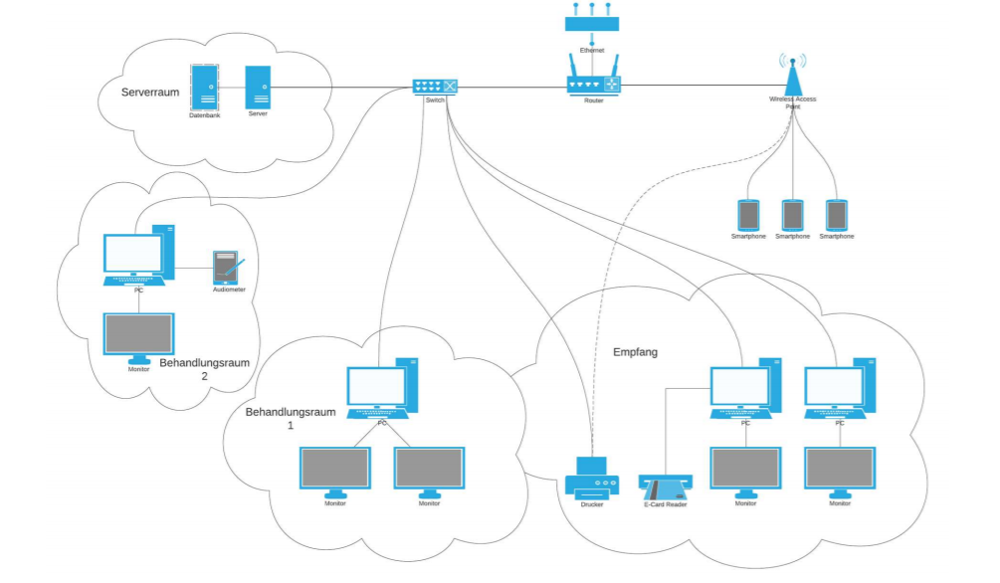 Ethernet
Serverraum
Datenbank
Server
Switch
Router
Wireless Access
Point
Smartphone
Smartphone
Smartphone
PC
Audiometer
Monitor
Behandlungsraum
2
Empfang
Behandlungsraum
1
PC
PC
PC
Monitor
Monitor
Drucker
E-Card Reader
Monitor
Monitor